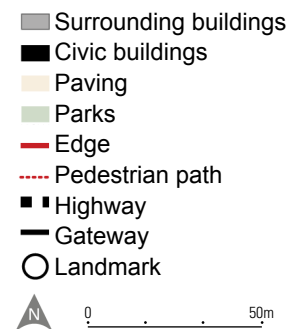 Surrounding buildings
Civic buildings
Paving
Parks
Edge
Pedestrian path
Highway
Gateway
Landmark
N 0 50m